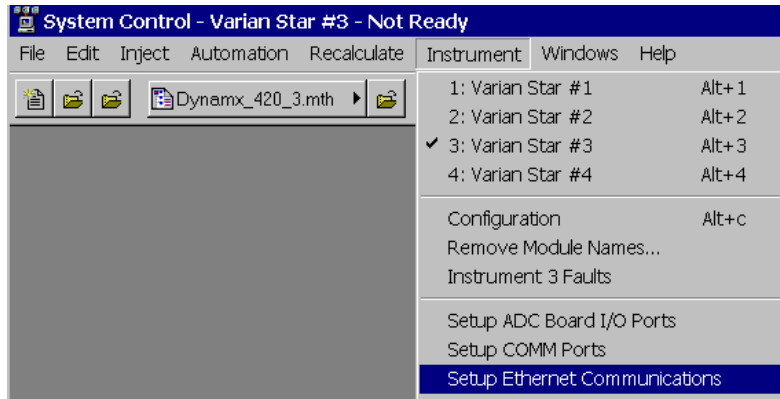 System Control - Varian Star #3 - Not Ready
File Edit Inject Automation Recalculate Instrument Windows Help
Dynamx_420_3.mth
1: Varian Star #1 Alt+1
2: Varian Star #2 Alt+2
3: Varian Star #3 Alt+3
4: Varian Star #4 Alt+4
Configuration Alt+c
Remove Module Names...
Instrument 3 Faults
Setup ADC Board I/O Ports
Setup COMM Ports
Setup Ethernet Communications